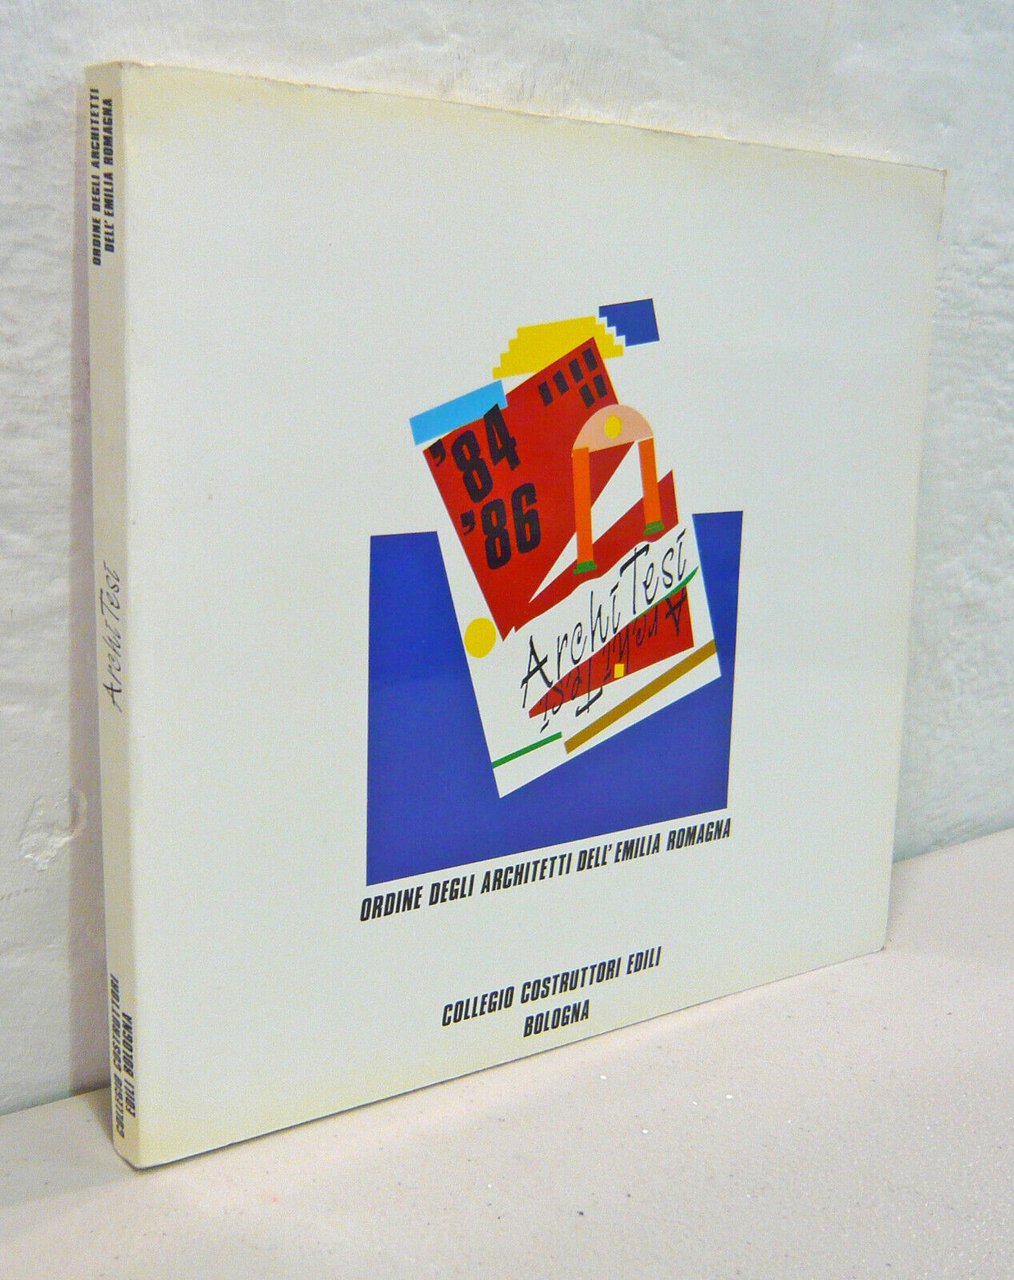 ORDINE DEGLI ARCHITETTI
DELL' EMILIA ROMAGNA
ArchiTesi
COLLEGIO COSTRUTTORI
EDILI BOLOGNA
'84
'86
ArchiTesi
ArchiTesi
ORDINE DEGLI ARCHITETTI DELL' EMILIA ROMAGNA
COLLEGIO COSTRUTTORI EDILI
BOLOGNA